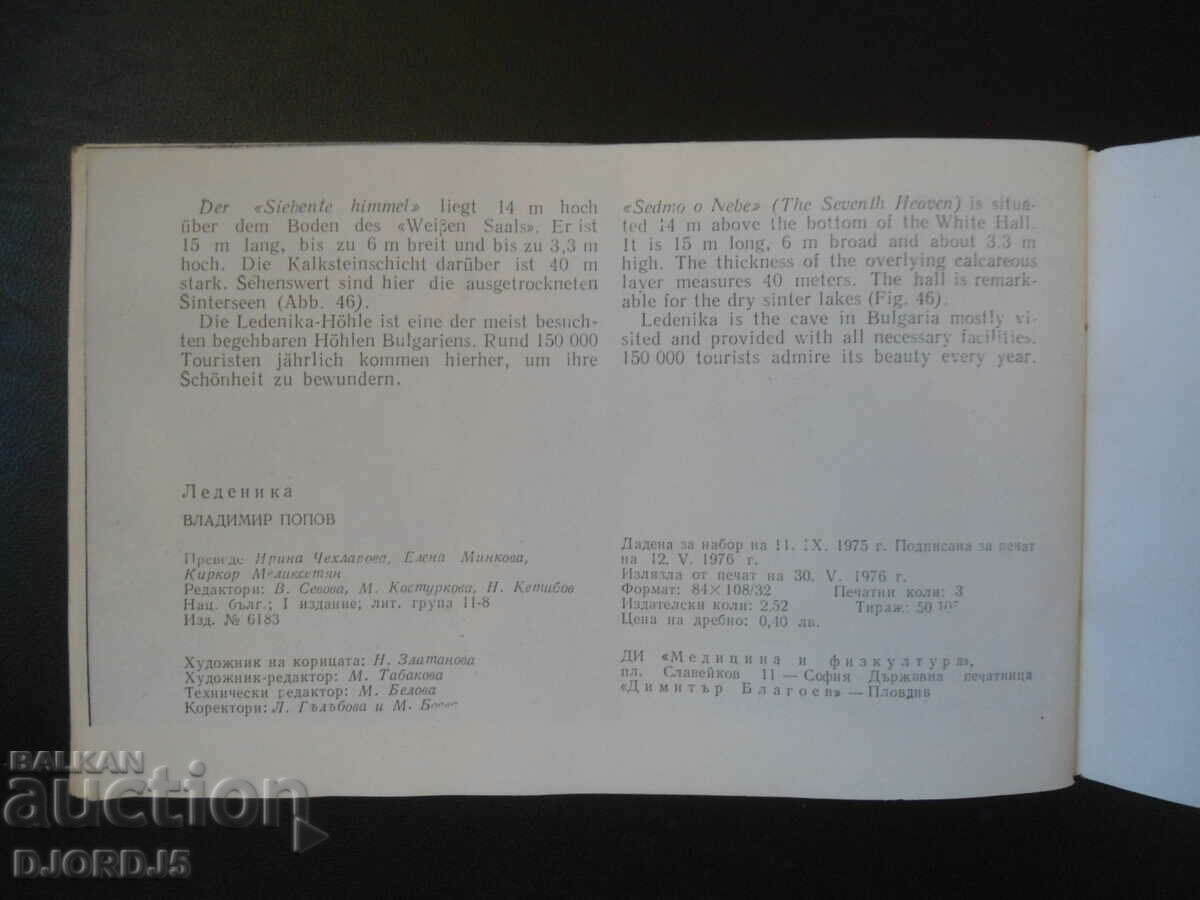 Der «Siebente himmel» liegt 14 m hoch
über dem Boden des «Weißen Saals». Er ist
15 m lang, bis zu 6 m breit und bis zu 3,3 m
hoch. Die Kalksteinschicht darüber ist 40 m
stark. Sehenswert sind hier die ausgetrockneten
Sinterseen (Abb. 46).
Die Ledenika-Höhle ist eine der meist besuch-
ten begehbaren Höhlen Bulgariens. Rund 150 000
Touristen jährlich kommen hierher, um ihre
Schönheit zu bewundern.
«Sedmo o Nebe» (The Seventh Heaven) is situa-
ted 14 m above the bottom of the White Hall.
It is 15 m long, 6 m broad and about 3.3 m
high. The thickness of the overlying calcareous
layer measures 40 meters. The hall is remark-
able for the dry sinter lakes (Fig. 46).
Ledenika is the cave in Bulgaria mostly vi-
sited and provided with all necessary facilities.
150 000 tourists admire its beauty every year.
Леденика
ВЛАДИМИР ПОПОВ
Преведе Ирина Чехларова, Елена Минкова,
Киркор Меликсетян
Редактори: В. Севова, М. Костуркова, Н. Кетибов
Нац. бълг.; I издание; лит. група II-8
Изд. № 6183
Художник на корицата: Н. Златанова
Художник-редактор: М. Табакова
Технически редактор: М. Белова
Коректори: Л. Гълъбова и М.
Дадена за набор на 11. IX. 1975 г. Подписана за печат
на 12. V. 1976 г.
Излязла от печат на 30. V. 1976 г.
Формат: 84×108/32 Печатни коли: 3
Издателски коли: 2,52 Тираж: 50
Цена на дребно: 0,40 лв.
ДИ «Медицина и физкултура»,
пл. Славейков 11 — София Държавна печатница
«Димитър Благоев» — Пловдив
BALKAN
auction
DJORDJ5